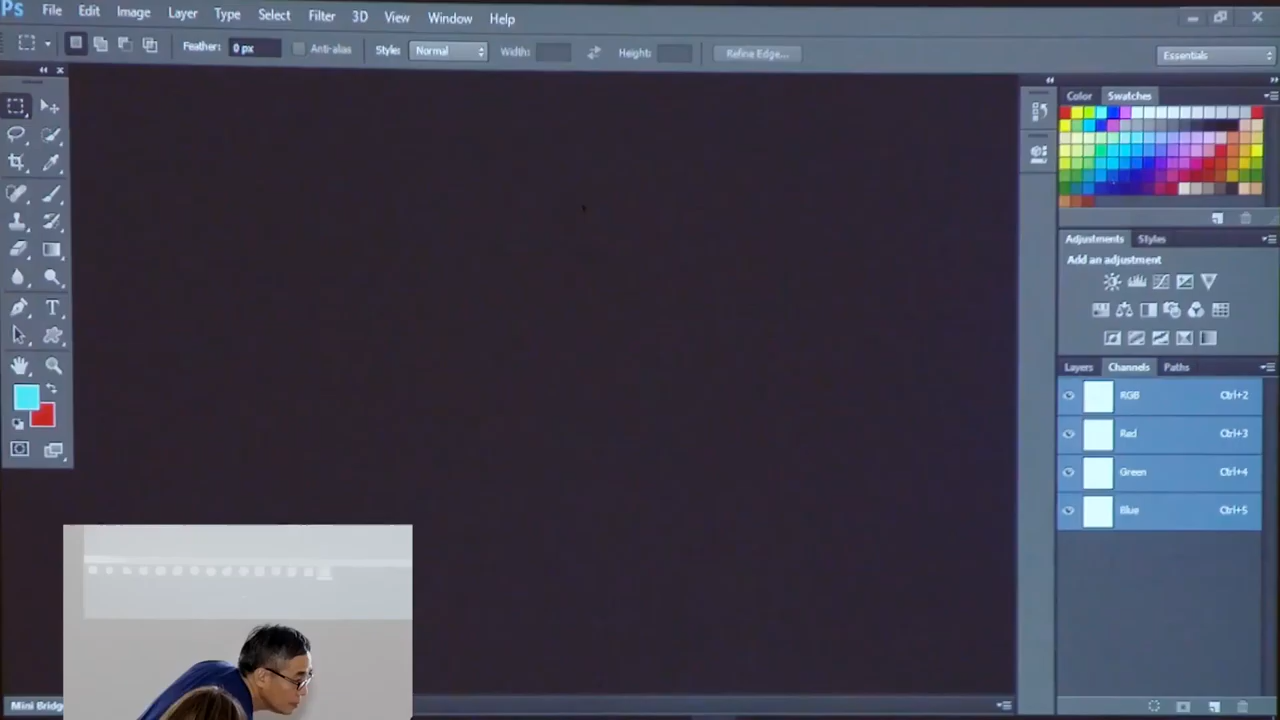 Ps File Edit Image Layer Type Select Filter 3D View Window Help
Feather: 0 px Anti-alias Style: Normal Width: Height: Refine Edge... Essentials
Color Swatches
Adjustments Styles
Add an adjustment
Layers Channels Paths
RGB Ctrl+2
Red Ctrl+3
Green Ctrl+4
Blue Ctrl+5
T
Mini Bridg